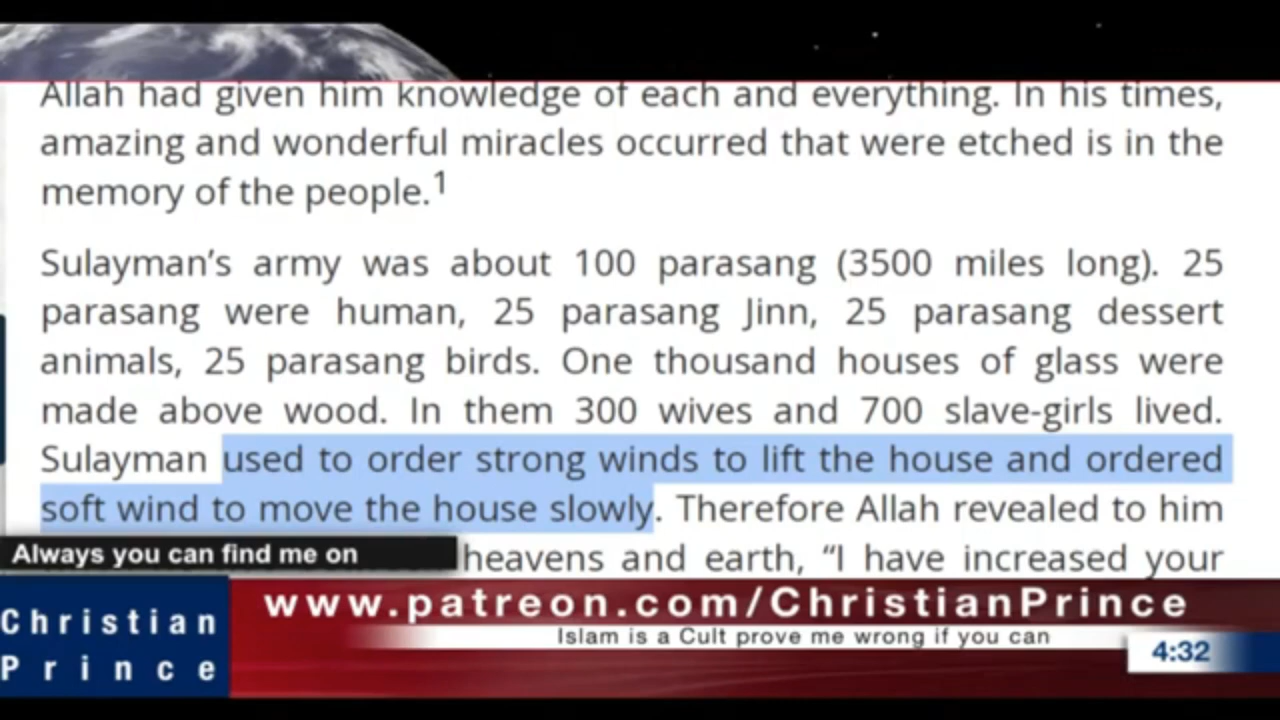 Allah had given him knowledge of each and everything. In his times,
amazing and wonderful miracles occurred that were etched is in the
memory of the people.1
Sulayman’s army was about 100 parasang (3500 miles long). 25
parasang were human, 25 parasang Jinn, 25 parasang dessert
animals, 25 parasang birds. One thousand houses of glass were
made above wood. In them 300 wives and 700 slave-girls lived.
Sulayman used to order strong winds to lift the house and ordered
soft wind to move the house slowly. Therefore Allah revealed to him
heavens and earth, “I have increased your
Always you can find me on
Christian
Prince
www.patreon.com/ChristianPrince
Islam is a Cult prove me wrong if you can
4:32